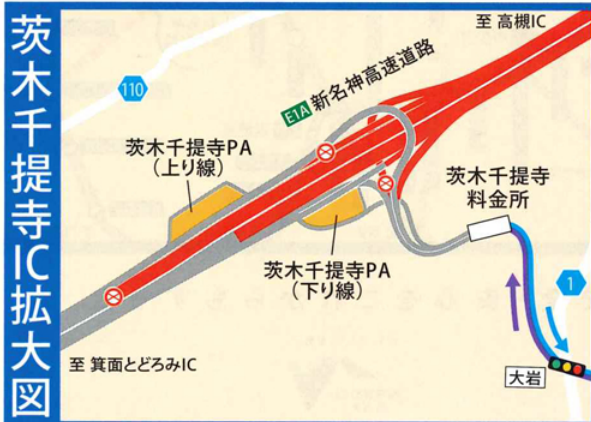 茨木千提寺IC拡大図
至 高槻IC
110
E1A 新名神高速道路
茨木千提寺PA
(上り線)
茨木千提寺
料金所
茨木千提寺PA
(下り線)
1
至 箕面とどろみIC
大岩